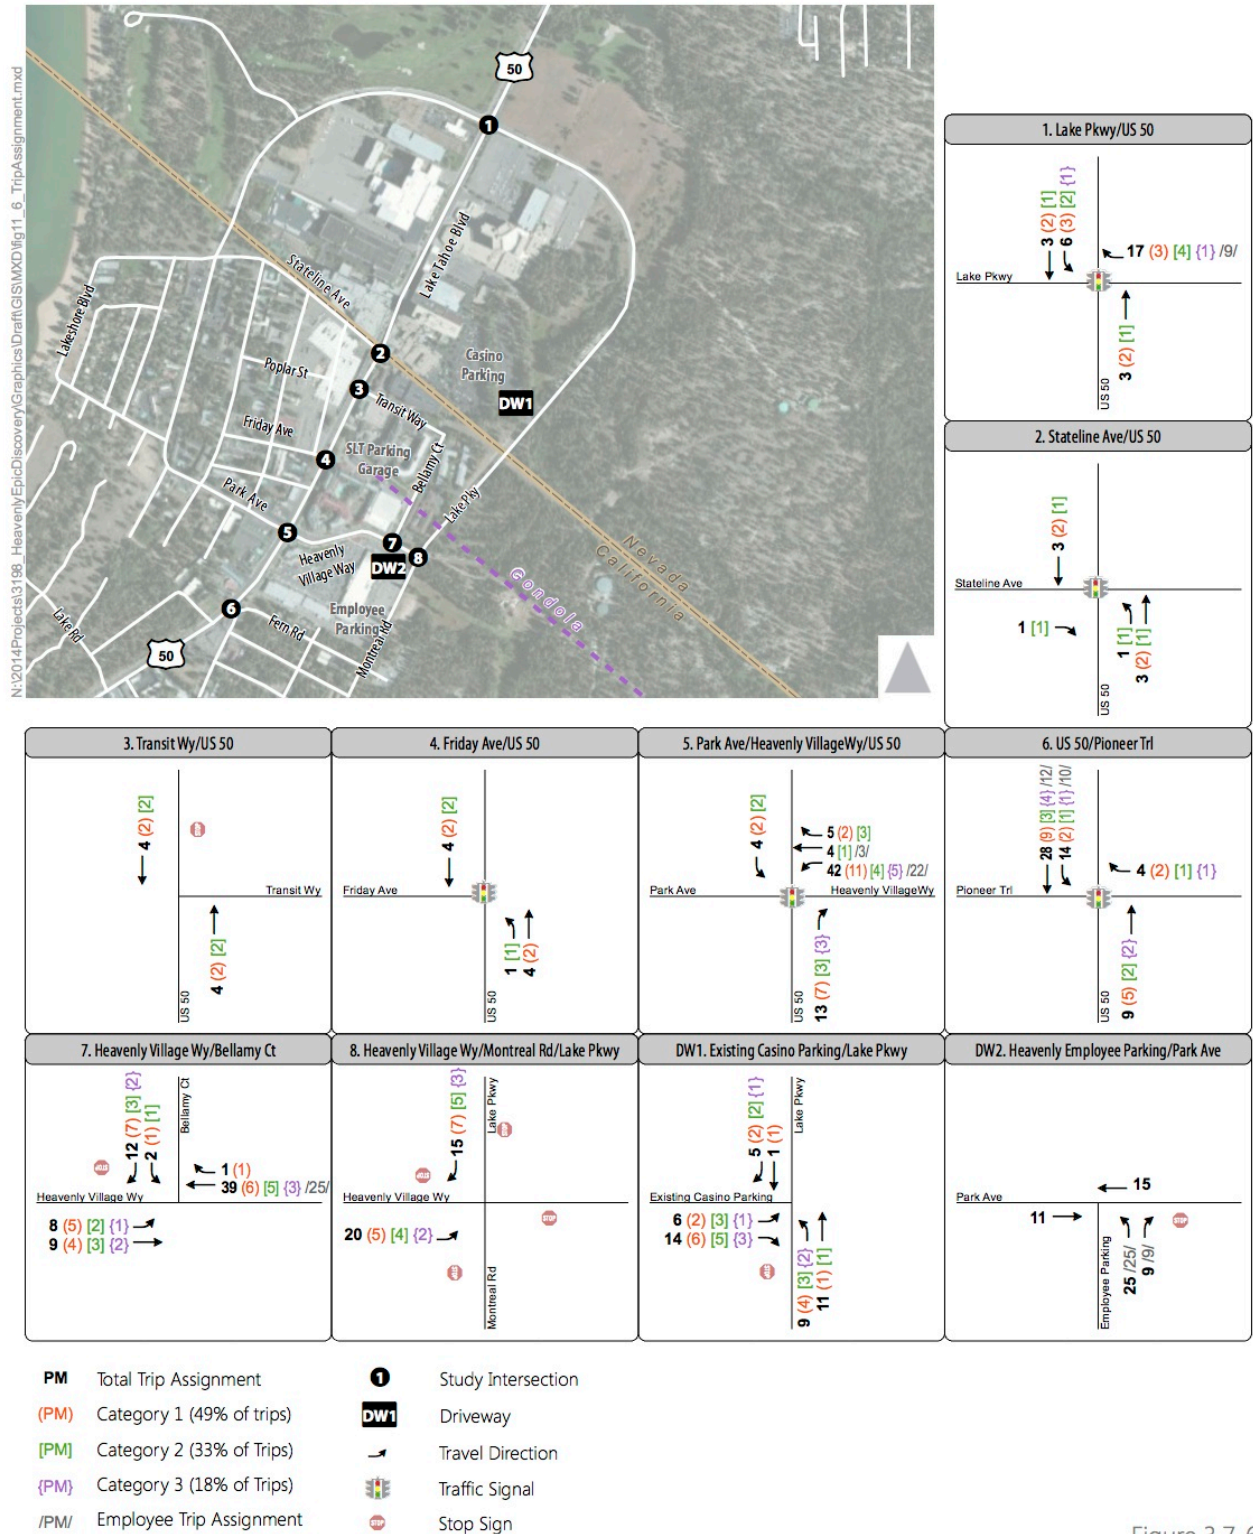 N:\2014Projects\3198_HeavenlyEpicDiscovery\Graphics\Draft\GIS\MXD\fig11_6_TripAssignment.mxd
50
1
Lake Tahoe Blvd
Stateline Ave
Lakeshore Blvd
2
Casino
Parking
Poplar St
3
DW1
Transit Way
Friday Ave
4
SLT Parking
Garage
Bellamy Ct
Lake Pky
Park Ave
5
7
8
DW2
Heavenly
Village Way
Nevada
California
Gondola
6
Employee
Parking
Fern Rd
Lake Rd
Montreal Rd
50
1. Lake Pkwy/US 50
3 (2) [1]
6 (3) [2] {1}
17 (3) [4] {1} /9/
Lake Pkwy
3 (2) [1]
US 50
2. Stateline Ave/US 50
3 (2) [1]
Stateline Ave
1 [1]
1 [1]
3 (2) [1]
US 50
3. Transit Wy/US 50
4 (2) [2]
STOP
Transit Wy
4 (2) [2]
US 50
4. Friday Ave/US 50
4 (2) [2]
Friday Ave
1 [1]
4 (2)
5. Park Ave/Heavenly VillageWy/US 50
4 (2) [2]
5 (2) [3]
4 [1] /3/
42 (11) [4] {5} /22/
Park Ave
Heavenly VillageWy
13 (7) [3] {3}
US 50
6. US 50/Pioneer Trl
28 (9) [3] {4} /12/
14 (2) [1] {1} /10/
4 (2) [1] {1}
Pioneer Trl
9 (5) [2] {2}
US 50
7. Heavenly Village Wy/Bellamy Ct
12 (7) [3] {2}
2 (1) [1]
Bellamy Ct
STOP
1 (1)
39 (6) [5] {3} /25/
Heavenly Village Wy
8 (5) [2] {1}
9 (4) [3] {2}
8. Heavenly Village Wy/Montreal Rd/Lake Pkwy
15 (7) [5] {3}
Lake Pkwy
STOP
STOP
Heavenly Village Wy
STOP
20 (5) [4] {2}
STOP
Montreal Rd
DW1. Existing Casino Parking/Lake Pkwy
5 (2) [2] {1}
1 (1)
Lake Pkwy
Existing Casino Parking
6 (2) [3] {1}
14 (6) [5] {3}
STOP
9 (4) [3] {2}
11 (1) [1]
DW2. Heavenly Employee Parking/Park Ave
15
Park Ave
11
STOP
Employee Parking
25 /25/
9 /9/
PM Total Trip Assignment
(PM) Category 1 (49% of trips)
[PM] Category 2 (33% of Trips)
{PM} Category 3 (18% of Trips)
/PM/ Employee Trip Assignment
1 Study Intersection
DW1 Driveway
Travel Direction
Traffic Signal
STOP Stop Sign